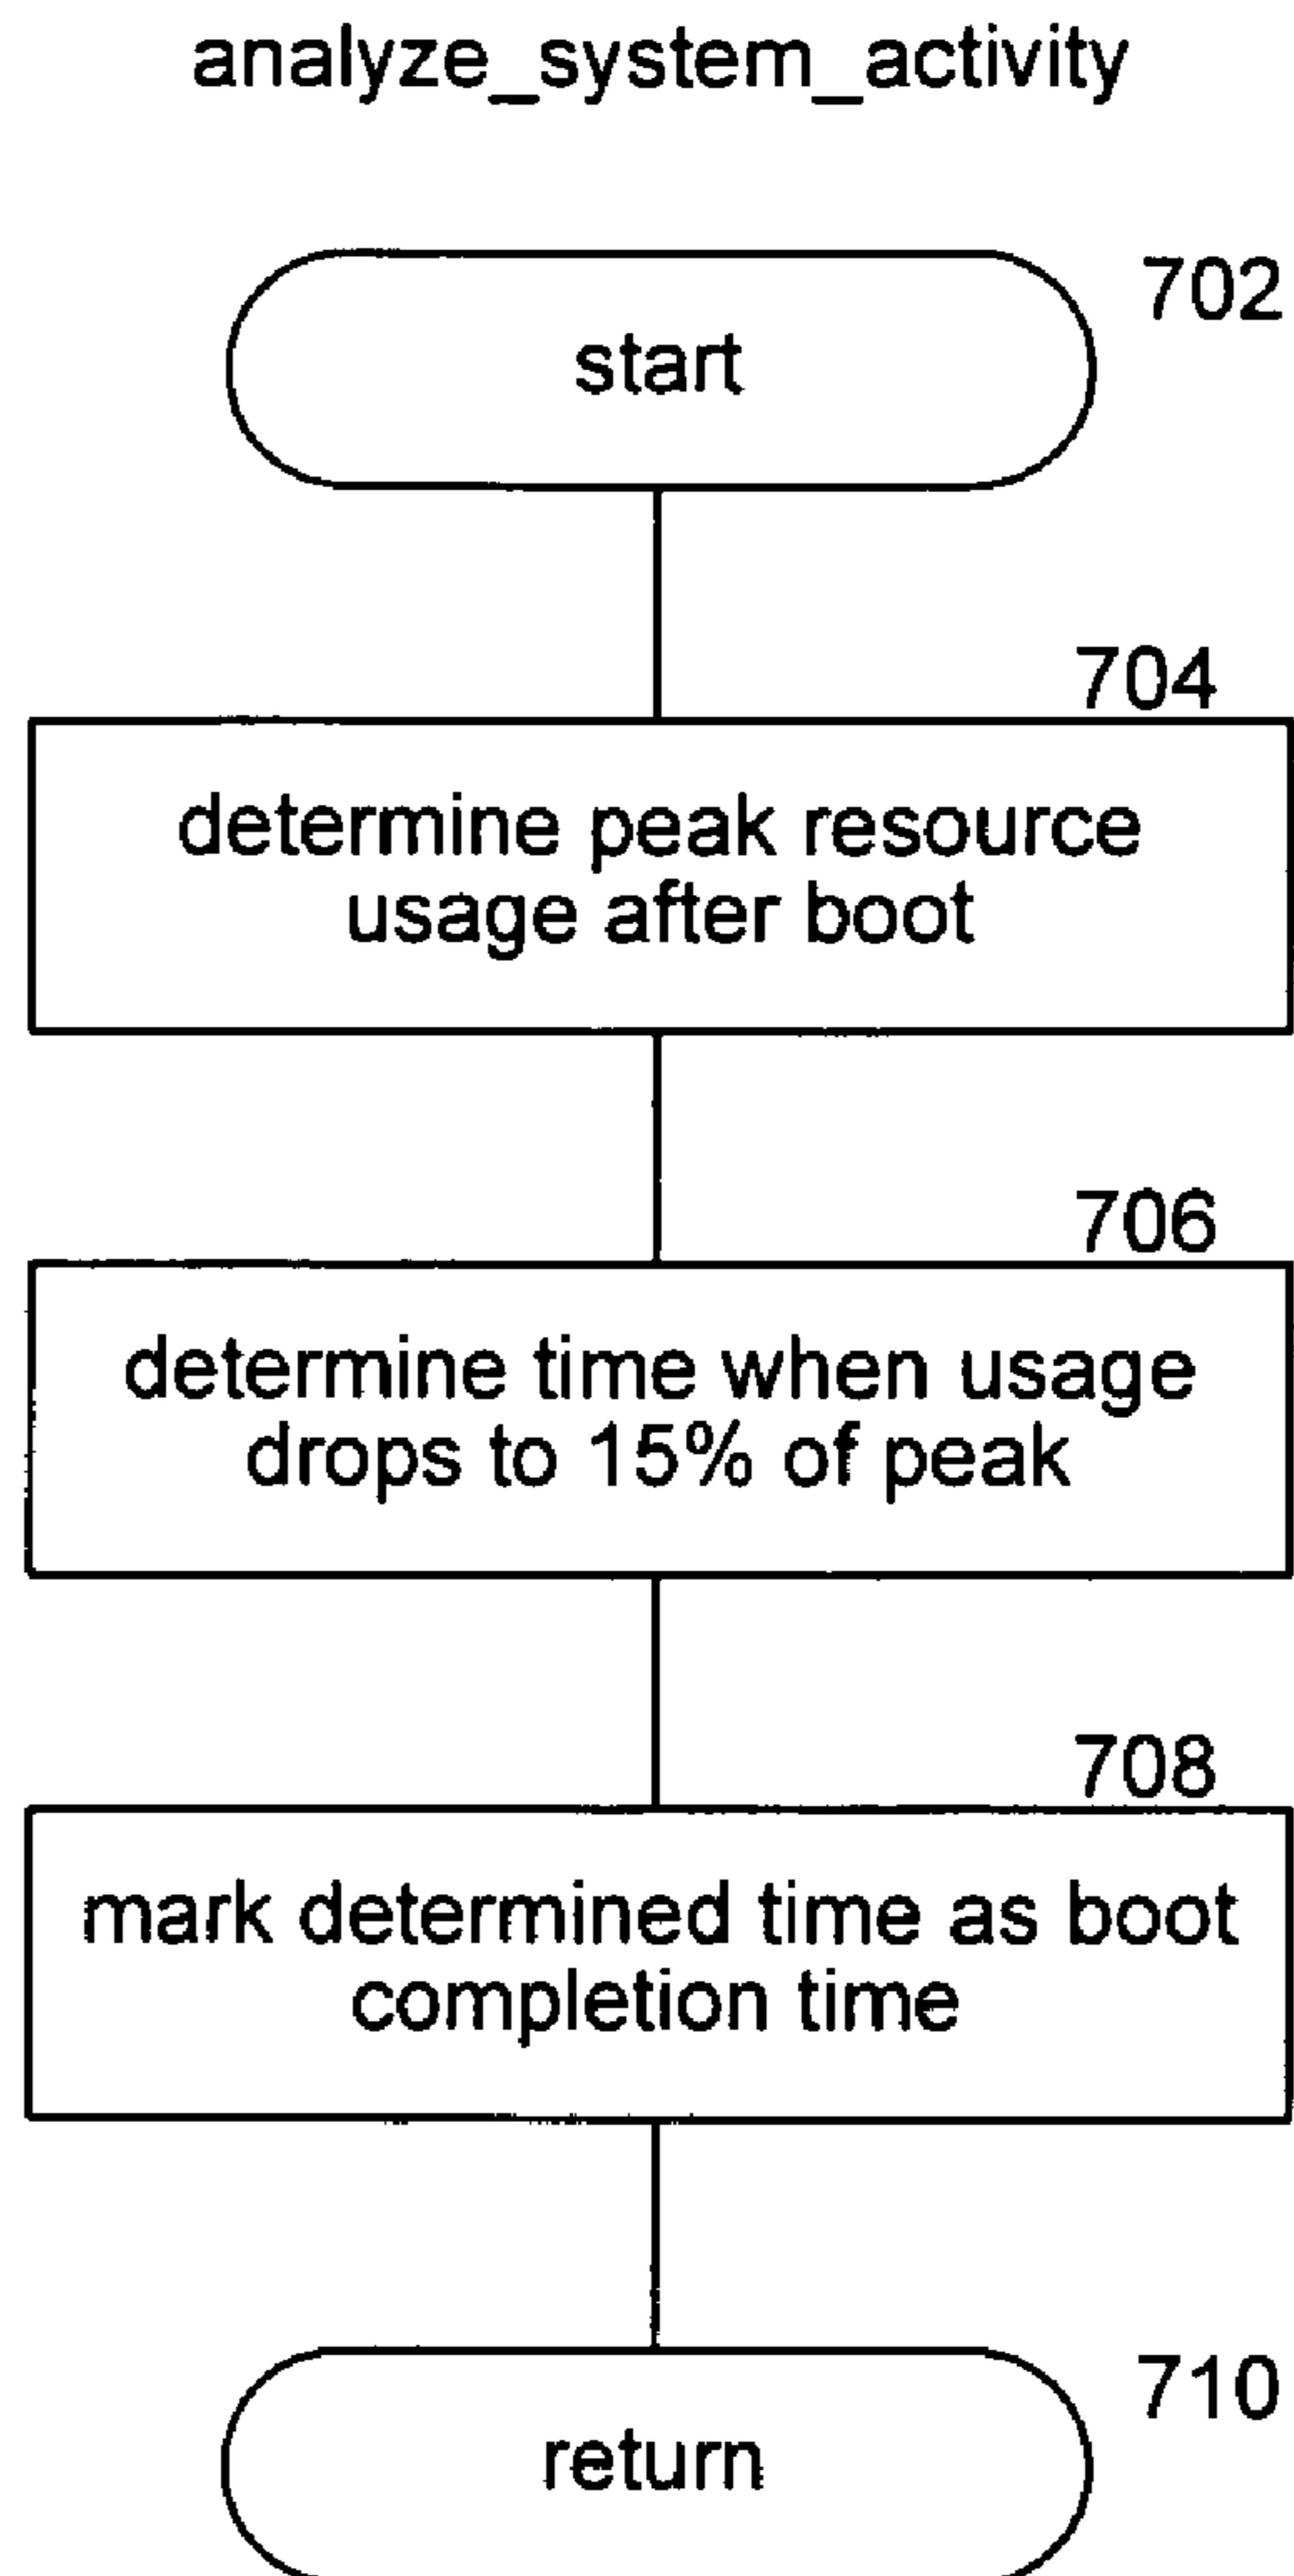 analyze_system_activity
702
start
704
determine peak resource
usage after boot
706
determine time when usage
drops to 15% of peak
708
mark determined time as boot
completion time
710
return